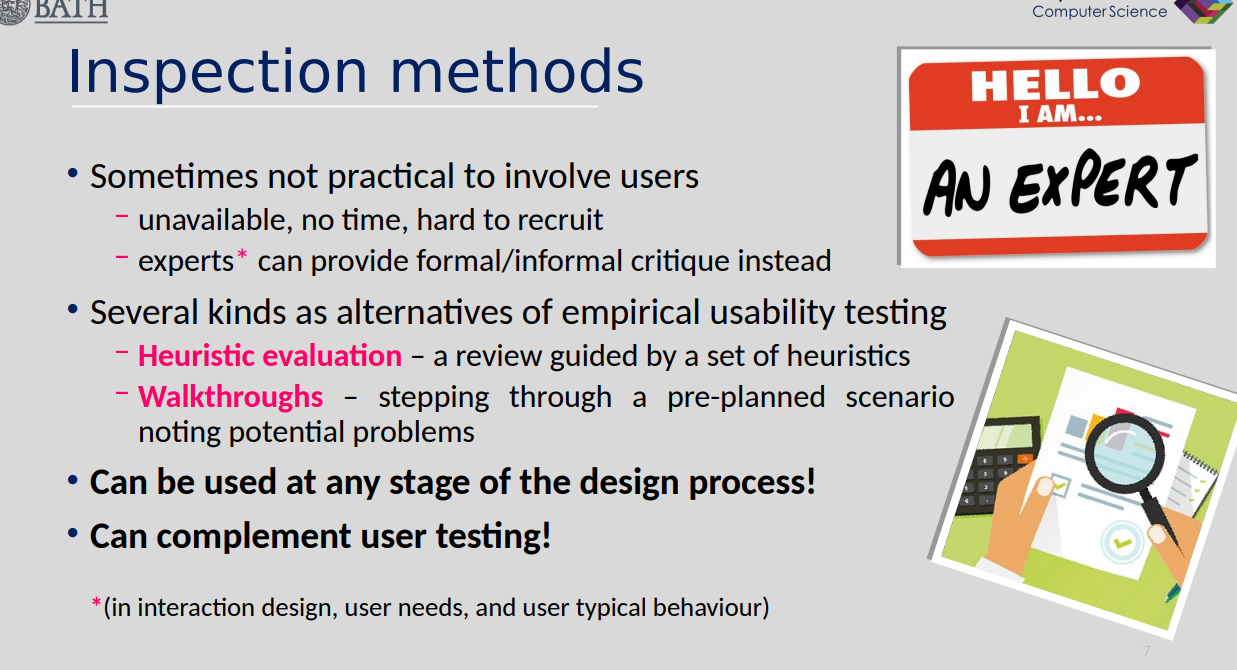 BATH
Computer Science
Inspection methods
HELLO
I AM...
AN EXPERT
• Sometimes not practical to involve users
– unavailable, no time, hard to recruit
– experts* can provide formal/informal critique instead
• Several kinds as alternatives of empirical usability testing
– Heuristic evaluation – a review guided by a set of heuristics
– Walkthroughs – stepping through a pre-planned scenario
noting potential problems
• Can be used at any stage of the design process!
• Can complement user testing!
*(in interaction design, user needs, and user typical behaviour)
7